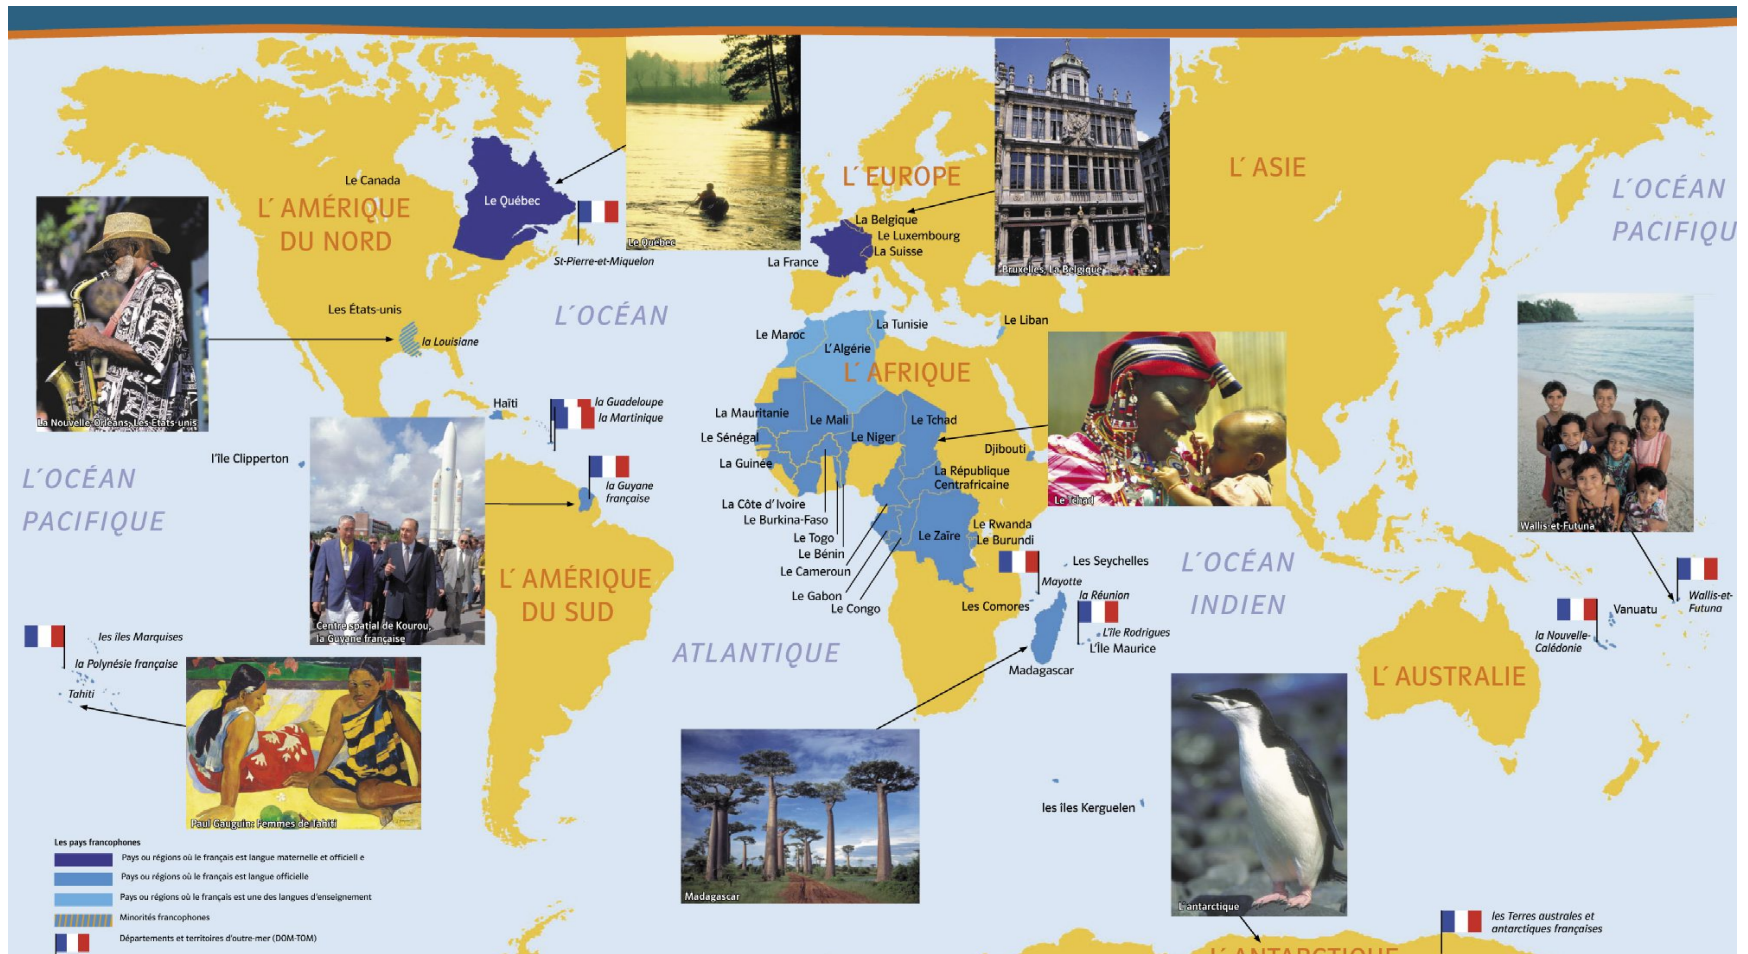 L´EUROPE
L´ASIE
L´OCÉAN
PACIFIQU
Le Canada
L´AMÉRIQUE
DU NORD
Le Québec
Le Québec
St-Pierre-et-Miquelon
La Belgique
Le Luxembourg
La Suisse
La France
Bruxelles, La Belgique
Les États-unis
la Louisiane
La Nouvelle-Orléans, Les États-unis
L´OCÉAN
Le Maroc
La Tunisie
Le Liban
L'Algérie
L´AFRIQUE
Haïti
la Guadeloupe
la Martinique
La Mauritanie
Le Mali
Le Niger
Le Tchad
Le Sénégal
La Guinée
Djibouti
La République
Centrafricaine
Le Tchad
l'île Clipperton
L´OCÉAN
PACIFIQUE
la Guyane
française
La Côte d'Ivoire
Le Burkina-Faso
Le Togo
Le Bénin
Le Cameroun
Le Gabon
Le Congo
Le Zaïre
Le Rwanda
Le Burundi
Les Seychelles
Mayotte
la Réunion
Les Comores
L'île Rodrigues
L'Île Maurice
Madagascar
L´OCÉAN
INDIEN
Wallis-et-Futuna
Wallis-et-
Futuna
Vanuatu
la Nouvelle-
Calédonie
L´AMÉRIQUE
DU SUD
Centre spatial de Kourou,
la Guyane française
ATLANTIQUE
L´AUSTRALIE
les îles Marquises
la Polynésie française
Tahiti
Paul Gauguin: Femmes de Tahiti
Madagascar
les îles Kerguelen
L'antarctique
les Terres australes et
antarctiques françaises
L´ANTARCTIQUE
Les pays francophones
Pays ou régions où le français est langue maternelle et officiell e
Pays ou régions où le français est langue officielle
Pays ou régions où le français est une des langues d'enseignement
Minorités francophones
Départements et territoires d'outre-mer (DOM-TOM)